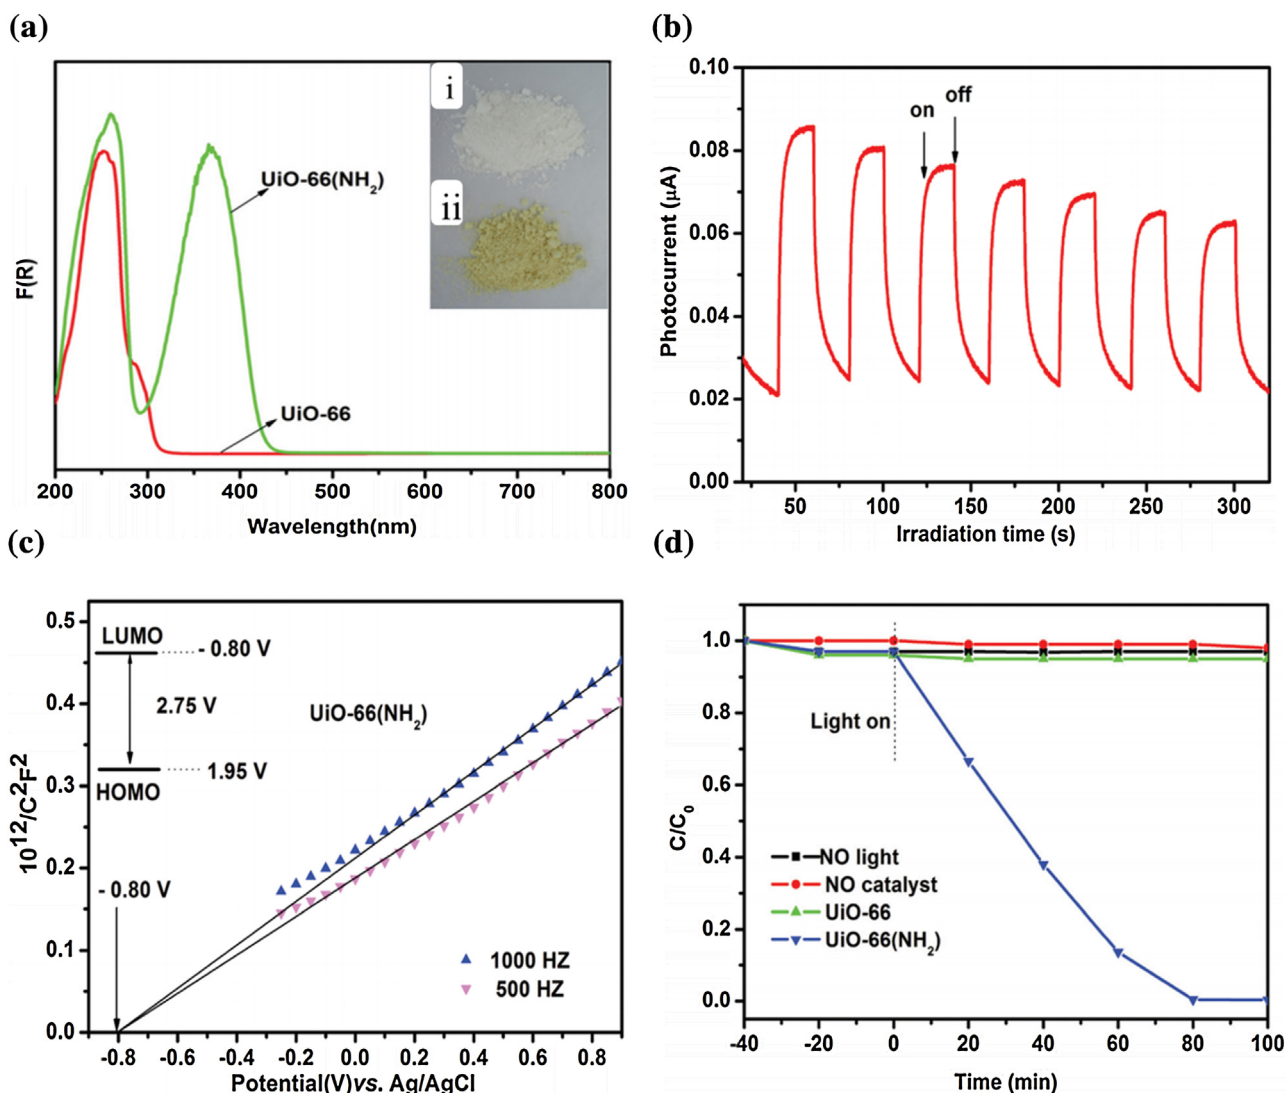 (a)
F(R)
i
ii
UiO-66(NH2)
UiO-66
200 300 400 500 600 700 800
Wavelength(nm)
(b)
Photocurrent (μA)
0.10
0.08
0.06
0.04
0.02
0.00
on off
50 100 150 200 250 300
Irradiation time (s)
(c)
10^12/C^2F^2
0.5
0.4
0.3
0.2
0.1
0.0
LUMO
- 0.80 V
2.75 V
1.95 V
HOMO
UiO-66(NH2)
- 0.80 V
1000 HZ
500 HZ
-0.8 -0.6 -0.4 -0.2 0.0 0.2 0.4 0.6 0.8
Potential(V)vs. Ag/AgCl
(d)
C/C0
1.0
0.8
0.6
0.4
0.2
0.0
Light on
NO light
NO catalyst
UiO-66
UiO-66(NH2)
-40 -20 0 20 40 60 80 100
Time (min)